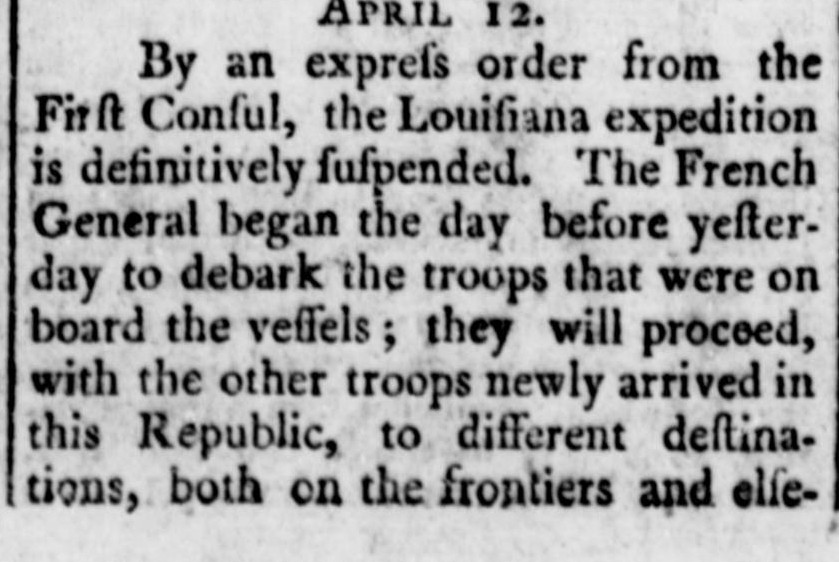 APRIL 12.
By an expreſs order from the
Firſt Conſul, the Louiſiana expedition
is definitively ſuſpended. The French
General began the day before yeſter-
day to debark the troops that were on
board the veſſels; they will proceed,
with the other troops newly arrived in
this Republic, to different deſtina-
tions, both on the frontiers and elſe-